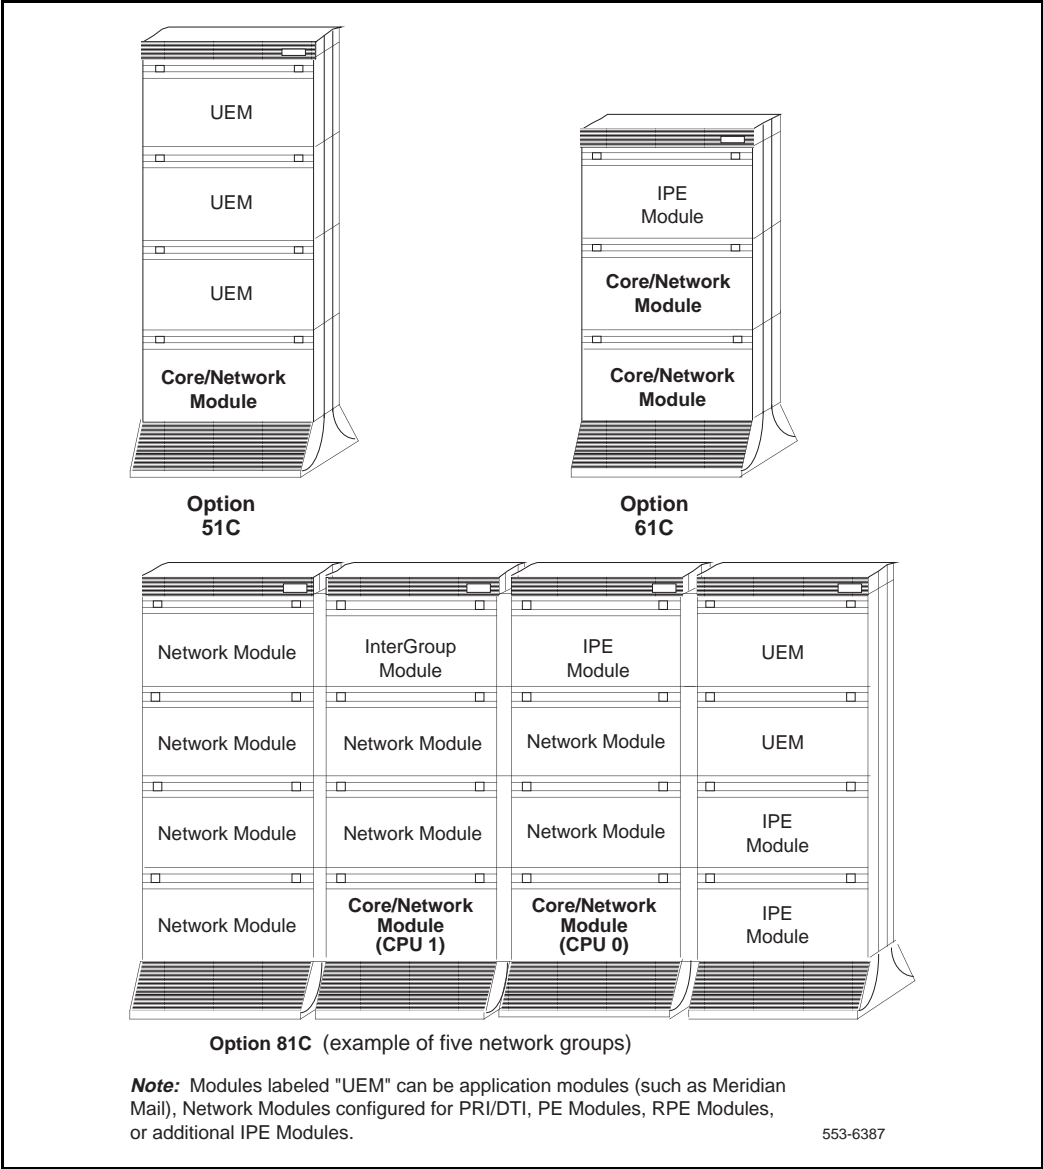 UEM
UEM
UEM
Core/Network
Module
Option
51C
IPE
Module
Core/Network
Module
Core/Network
Module
Option
61C
Network Module
Network Module
Network Module
Network Module
InterGroup
Module
Network Module
Network Module
Core/Network
Module
(CPU 1)
IPE
Module
Network Module
Network Module
Core/Network
Module
(CPU 0)
UEM
UEM
IPE
Module
IPE
Module
Option 81C (example of five network groups)
Note: Modules labeled "UEM" can be application modules (such as Meridian
Mail), Network Modules configured for PRI/DTI, PE Modules, RPE Modules,
or additional IPE Modules.
553-6387